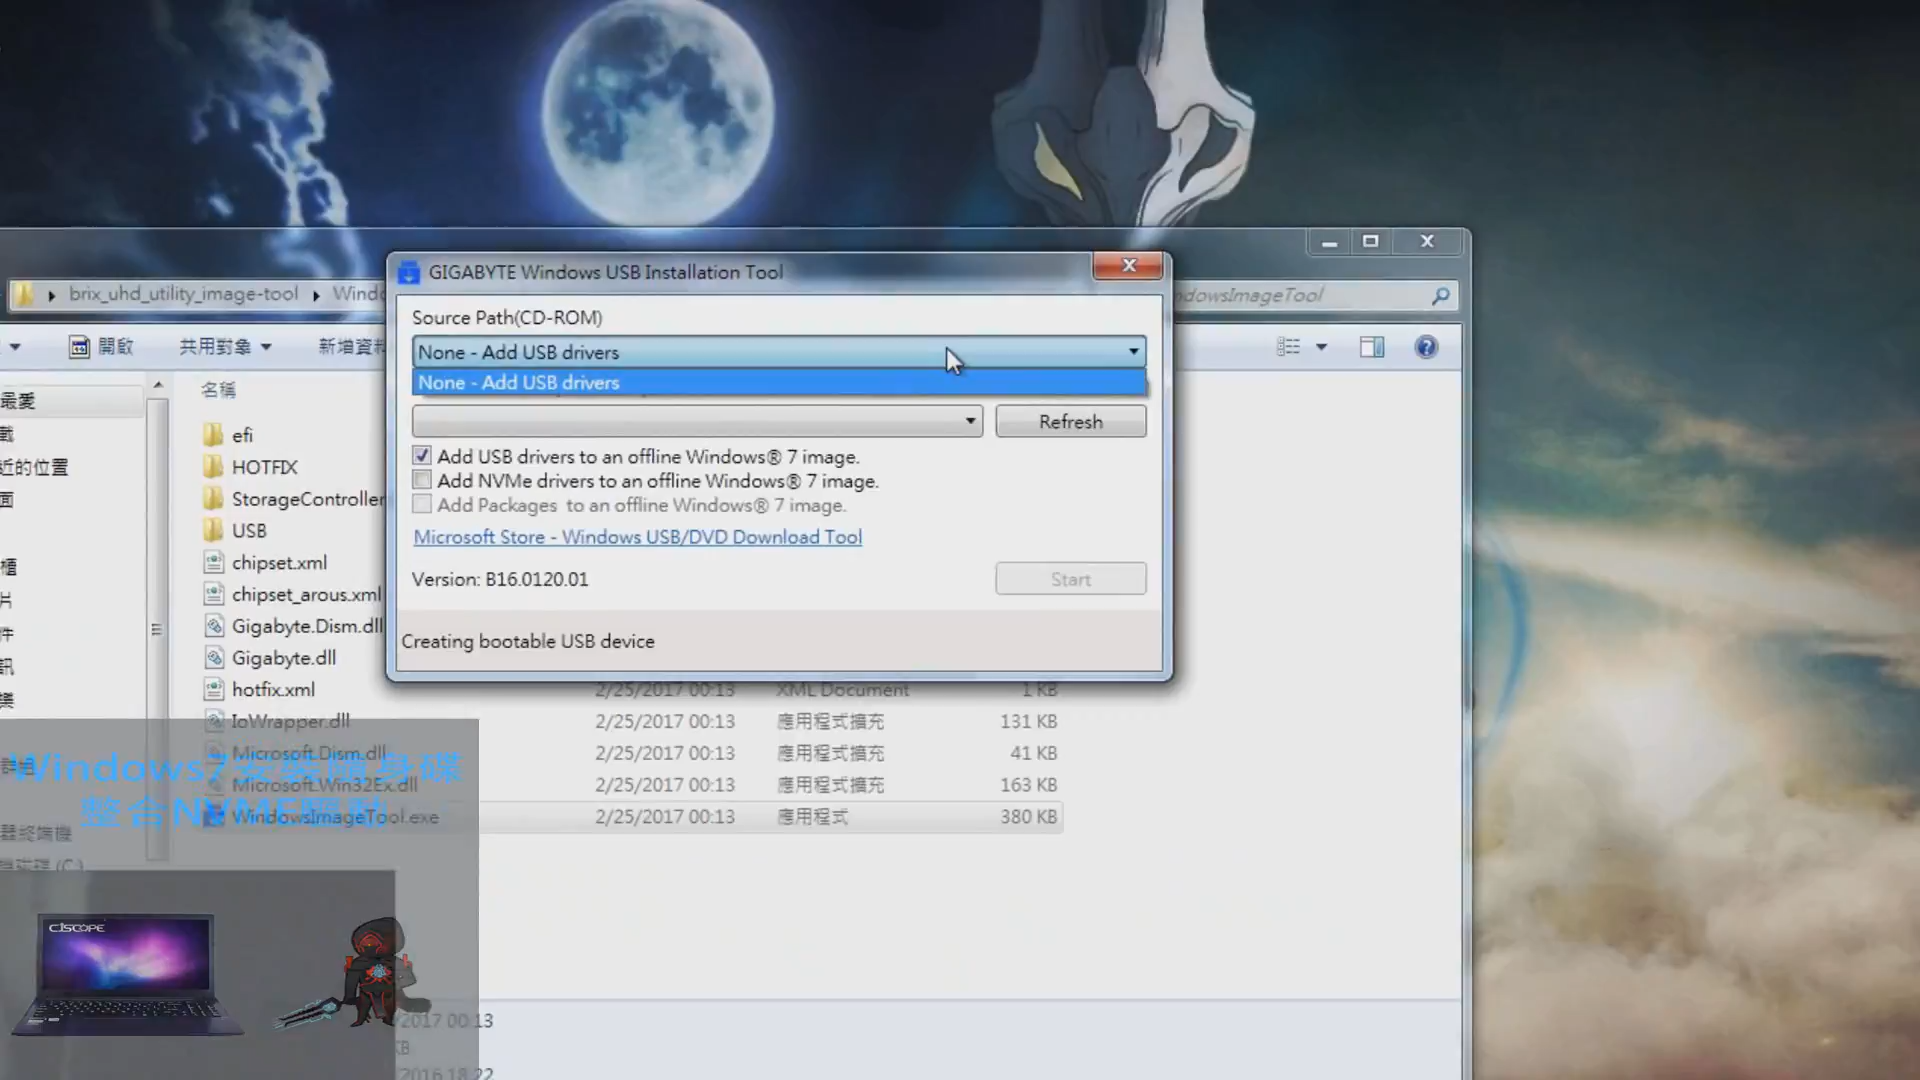 GIGABYTE Windows USB Installation Tool
brix_uhd_utility_image-tool
dowsImageTool
Source Path(CD-ROM)
開啟
共用對象
None - Add USB drivers
None - Add USB drivers
名稱
最愛
載
Refresh
efi
Add USB drivers to an offline Windows® 7 image.
近的位置
HOTFIX
Add NVMe drivers to an offline Windows® 7 image.
面
StorageController
Add Packages to an offline Windows® 7 image.
USB
Microsoft Store - Windows USB/DVD Download Tool
櫃
chipset.xml
Version: B16.0120.01
Start
片
chipset_arous.xml
件
Gigabyte.Dism.dll
Creating bootable USB device
訊
Gigabyte.dll
hotfix.xml 2/25/2017 00:13 XML Document 1 KB
IoWrapper.dll 2/25/2017 00:13 應用程式擴充 131 KB
Microsoft.Dism.dll 2/25/2017 00:13 應用程式擴充 41 KB
Windows7安裝隨身碟
Microsoft.Win32Ex.dll 2/25/2017 00:13 應用程式擴充 163 KB
整合NVME驅動
WindowsImageTool.exe 2/25/2017 00:13 應用程式 380 KB
器終端機
(C:)
CJSCOPE
2017 00:13
KB
2016 18:22